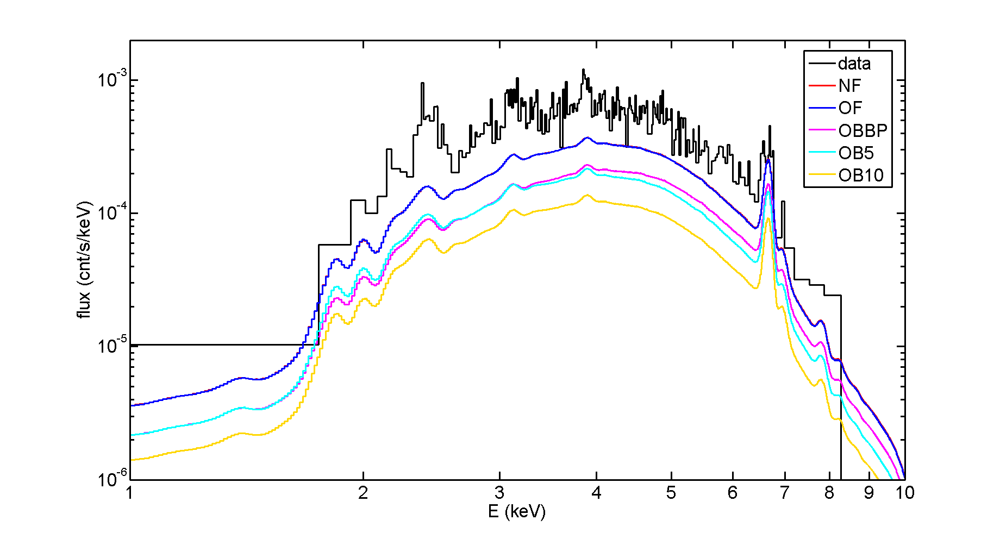 10^-3
10^-4
10^-5
10^-6
flux (cnt/s/keV)
data
NF
OF
OBBP
OB5
OB10
1 2 3 4 5 6 7 8 9 10
E (keV)